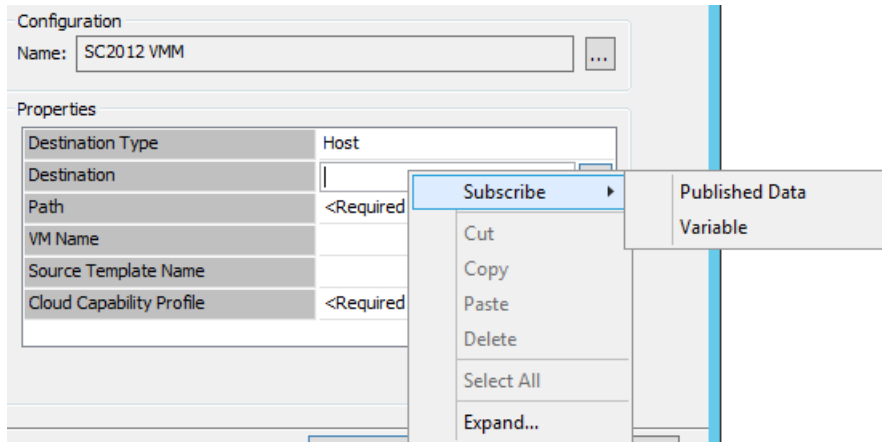 Configuration
Name: SC2012 VMM ...
Properties
Destination Type Host
Destination
Path <Required
VM Name
Source Template Name
Cloud Capability Profile <Required
Subscribe
Cut
Copy
Paste
Delete
Select All
Expand...
Published Data
Variable